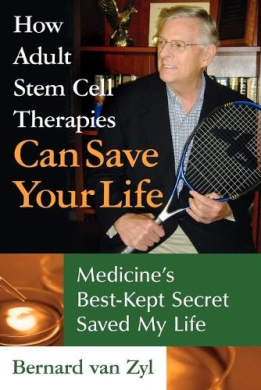 How
Adult
Stem Cell
Therapies
Can Save
Your Life
Medicine's
Best-Kept Secret
Saved My Life
Bernard van Zyl